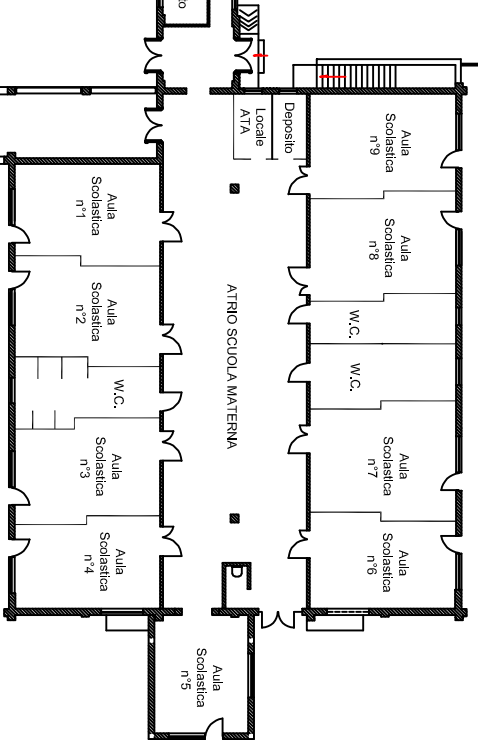 to
Locale
ATA
Deposito
Aula
Scolastica
n°9
Aula
Scolastica
n°1
Aula
Scolastica
n°8
Aula
Scolastica
n°2
ATRIO SCUOLA MATERNA
W.C.
W.C.
W.C.
Aula
Scolastica
n°3
Aula
Scolastica
n°7
Aula
Scolastica
n°4
Aula
Scolastica
n°6
Aula
Scolastica
n°5